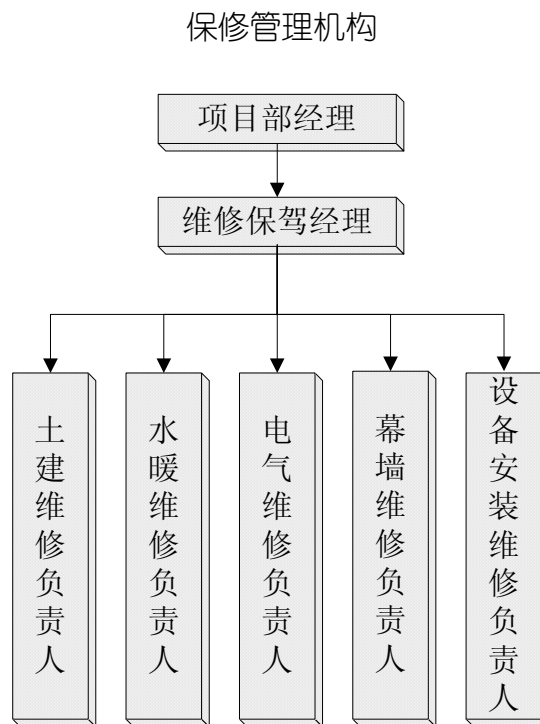 保修管理机构
项目部经理
维修保驾经理
土建维修负责人
水暖维修负责人
电气维修负责人
幕墙维修负责人
设备安装维修负责人